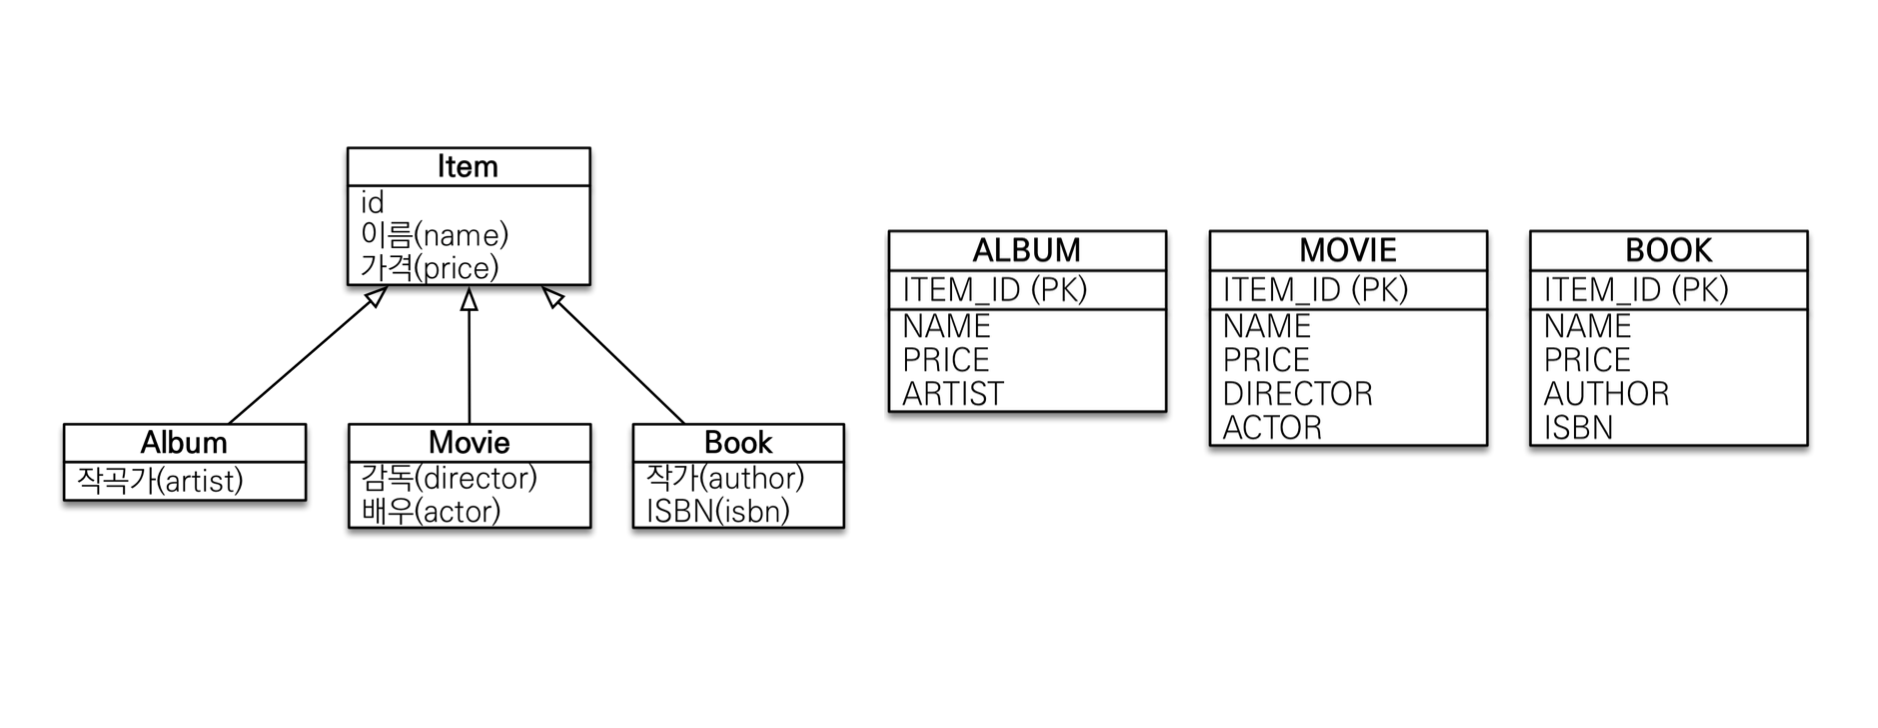 Item
id
이름(name)
가격(price)
Album
작곡가(artist)
Movie
감독(director)
배우(actor)
Book
작가(author)
ISBN(isbn)
ALBUM
ITEM_ID (PK)
NAME
PRICE
ARTIST
MOVIE
ITEM_ID (PK)
NAME
PRICE
DIRECTOR
ACTOR
BOOK
ITEM_ID (PK)
NAME
PRICE
AUTHOR
ISBN